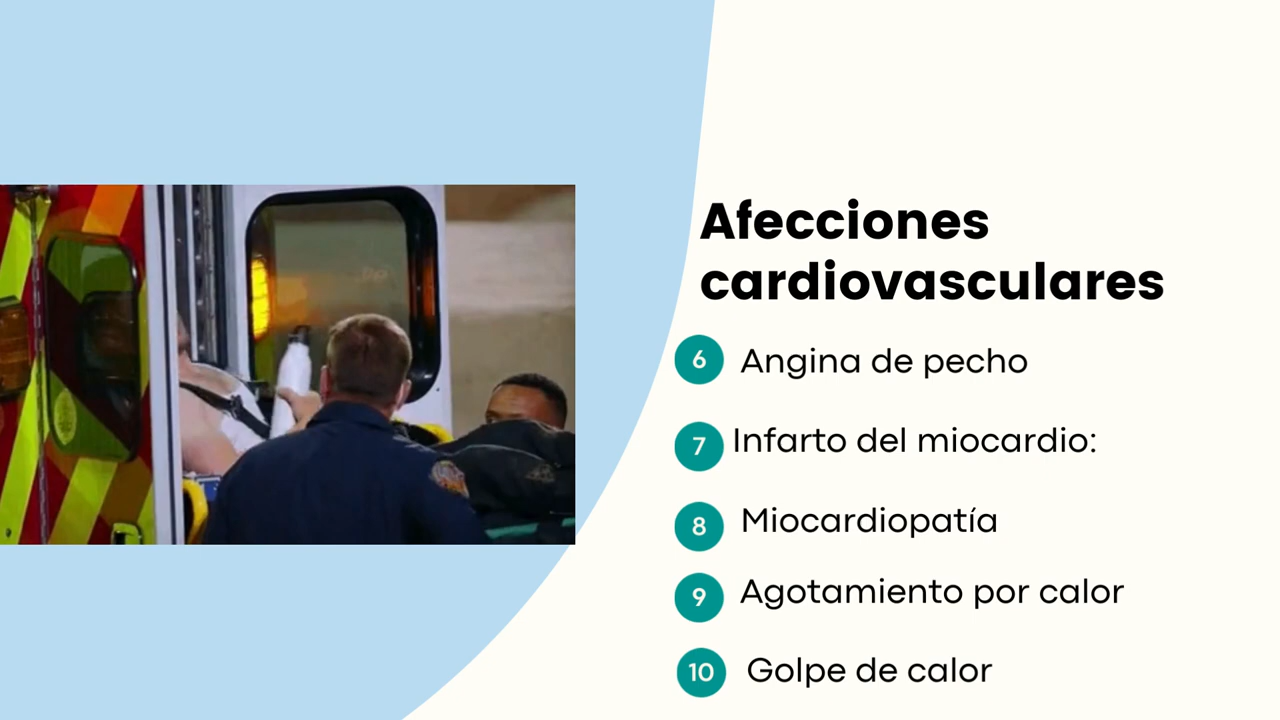 Afecciones
cardiovasculares
6 Angina de pecho
7 Infarto del miocardio:
8 Miocardiopatía
9 Agotamiento por calor
10 Golpe de calor